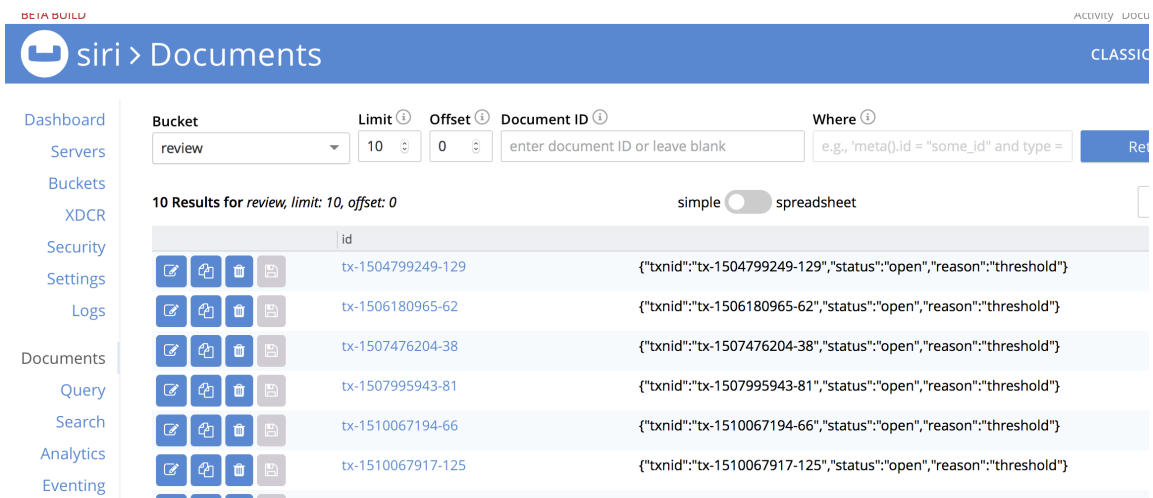 BETA BUILD
Activity Docu
siri > Documents
CLASSIC
Dashboard
Servers
Buckets
XDCR
Security
Settings
Logs
Documents
Query
Search
Analytics
Eventing
Bucket
Limit
Offset
Document ID
Where
review
10
0
enter document ID or leave blank
e.g., 'meta().id = "some_id" and type =
Ret
10 Results for review, limit: 10, offset: 0
simple
spreadsheet
id
tx-1504799249-129 {"txnid":"tx-1504799249-129","status":"open","reason":"threshold"}
tx-1506180965-62 {"txnid":"tx-1506180965-62","status":"open","reason":"threshold"}
tx-1507476204-38 {"txnid":"tx-1507476204-38","status":"open","reason":"threshold"}
tx-1507995943-81 {"txnid":"tx-1507995943-81","status":"open","reason":"threshold"}
tx-1510067194-66 {"txnid":"tx-1510067194-66","status":"open","reason":"threshold"}
tx-1510067917-125 {"txnid":"tx-1510067917-125","status":"open","reason":"threshold"}